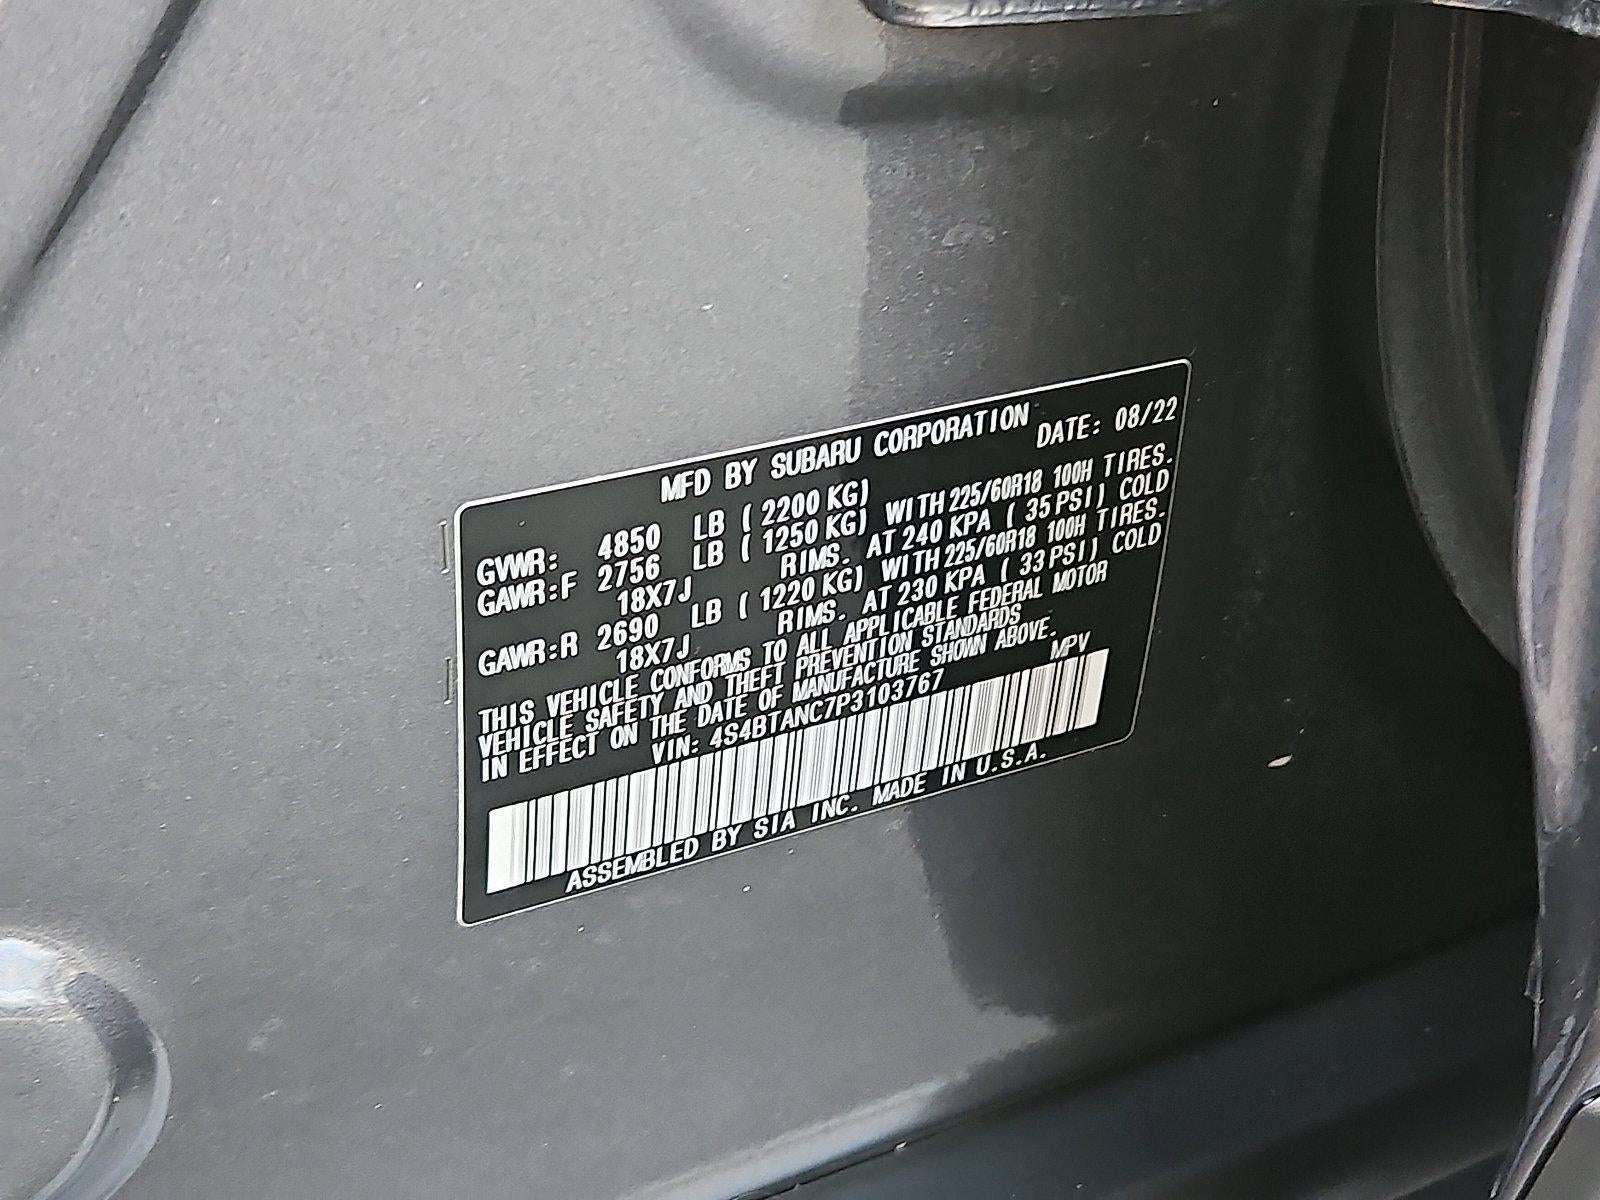 MFD BY SUBARU CORPORATION
DATE: 08/22
GVWR: 4850 LB ( 2200 KG)
GAWR:F 2756 LB ( 1250 KG) WITH 225/60R18 100H TIRES.
18X7J RIMS. AT 240 KPA ( 35 PSI) COLD
GAWR:R 2690 LB ( 1220 KG) WITH 225/60R18 100H TIRES.
18X7J RIMS. AT 230 KPA ( 33 PSI) COLD
THIS VEHICLE CONFORMS TO ALL APPLICABLE FEDERAL MOTOR
VEHICLE SAFETY AND THEFT PREVENTION STANDARDS
IN EFFECT ON THE DATE OF MANUFACTURE SHOWN ABOVE.
VIN: 4S4BTANC7P3103767 MPV
ASSEMBLED BY SIA INC. MADE IN U.S.A.